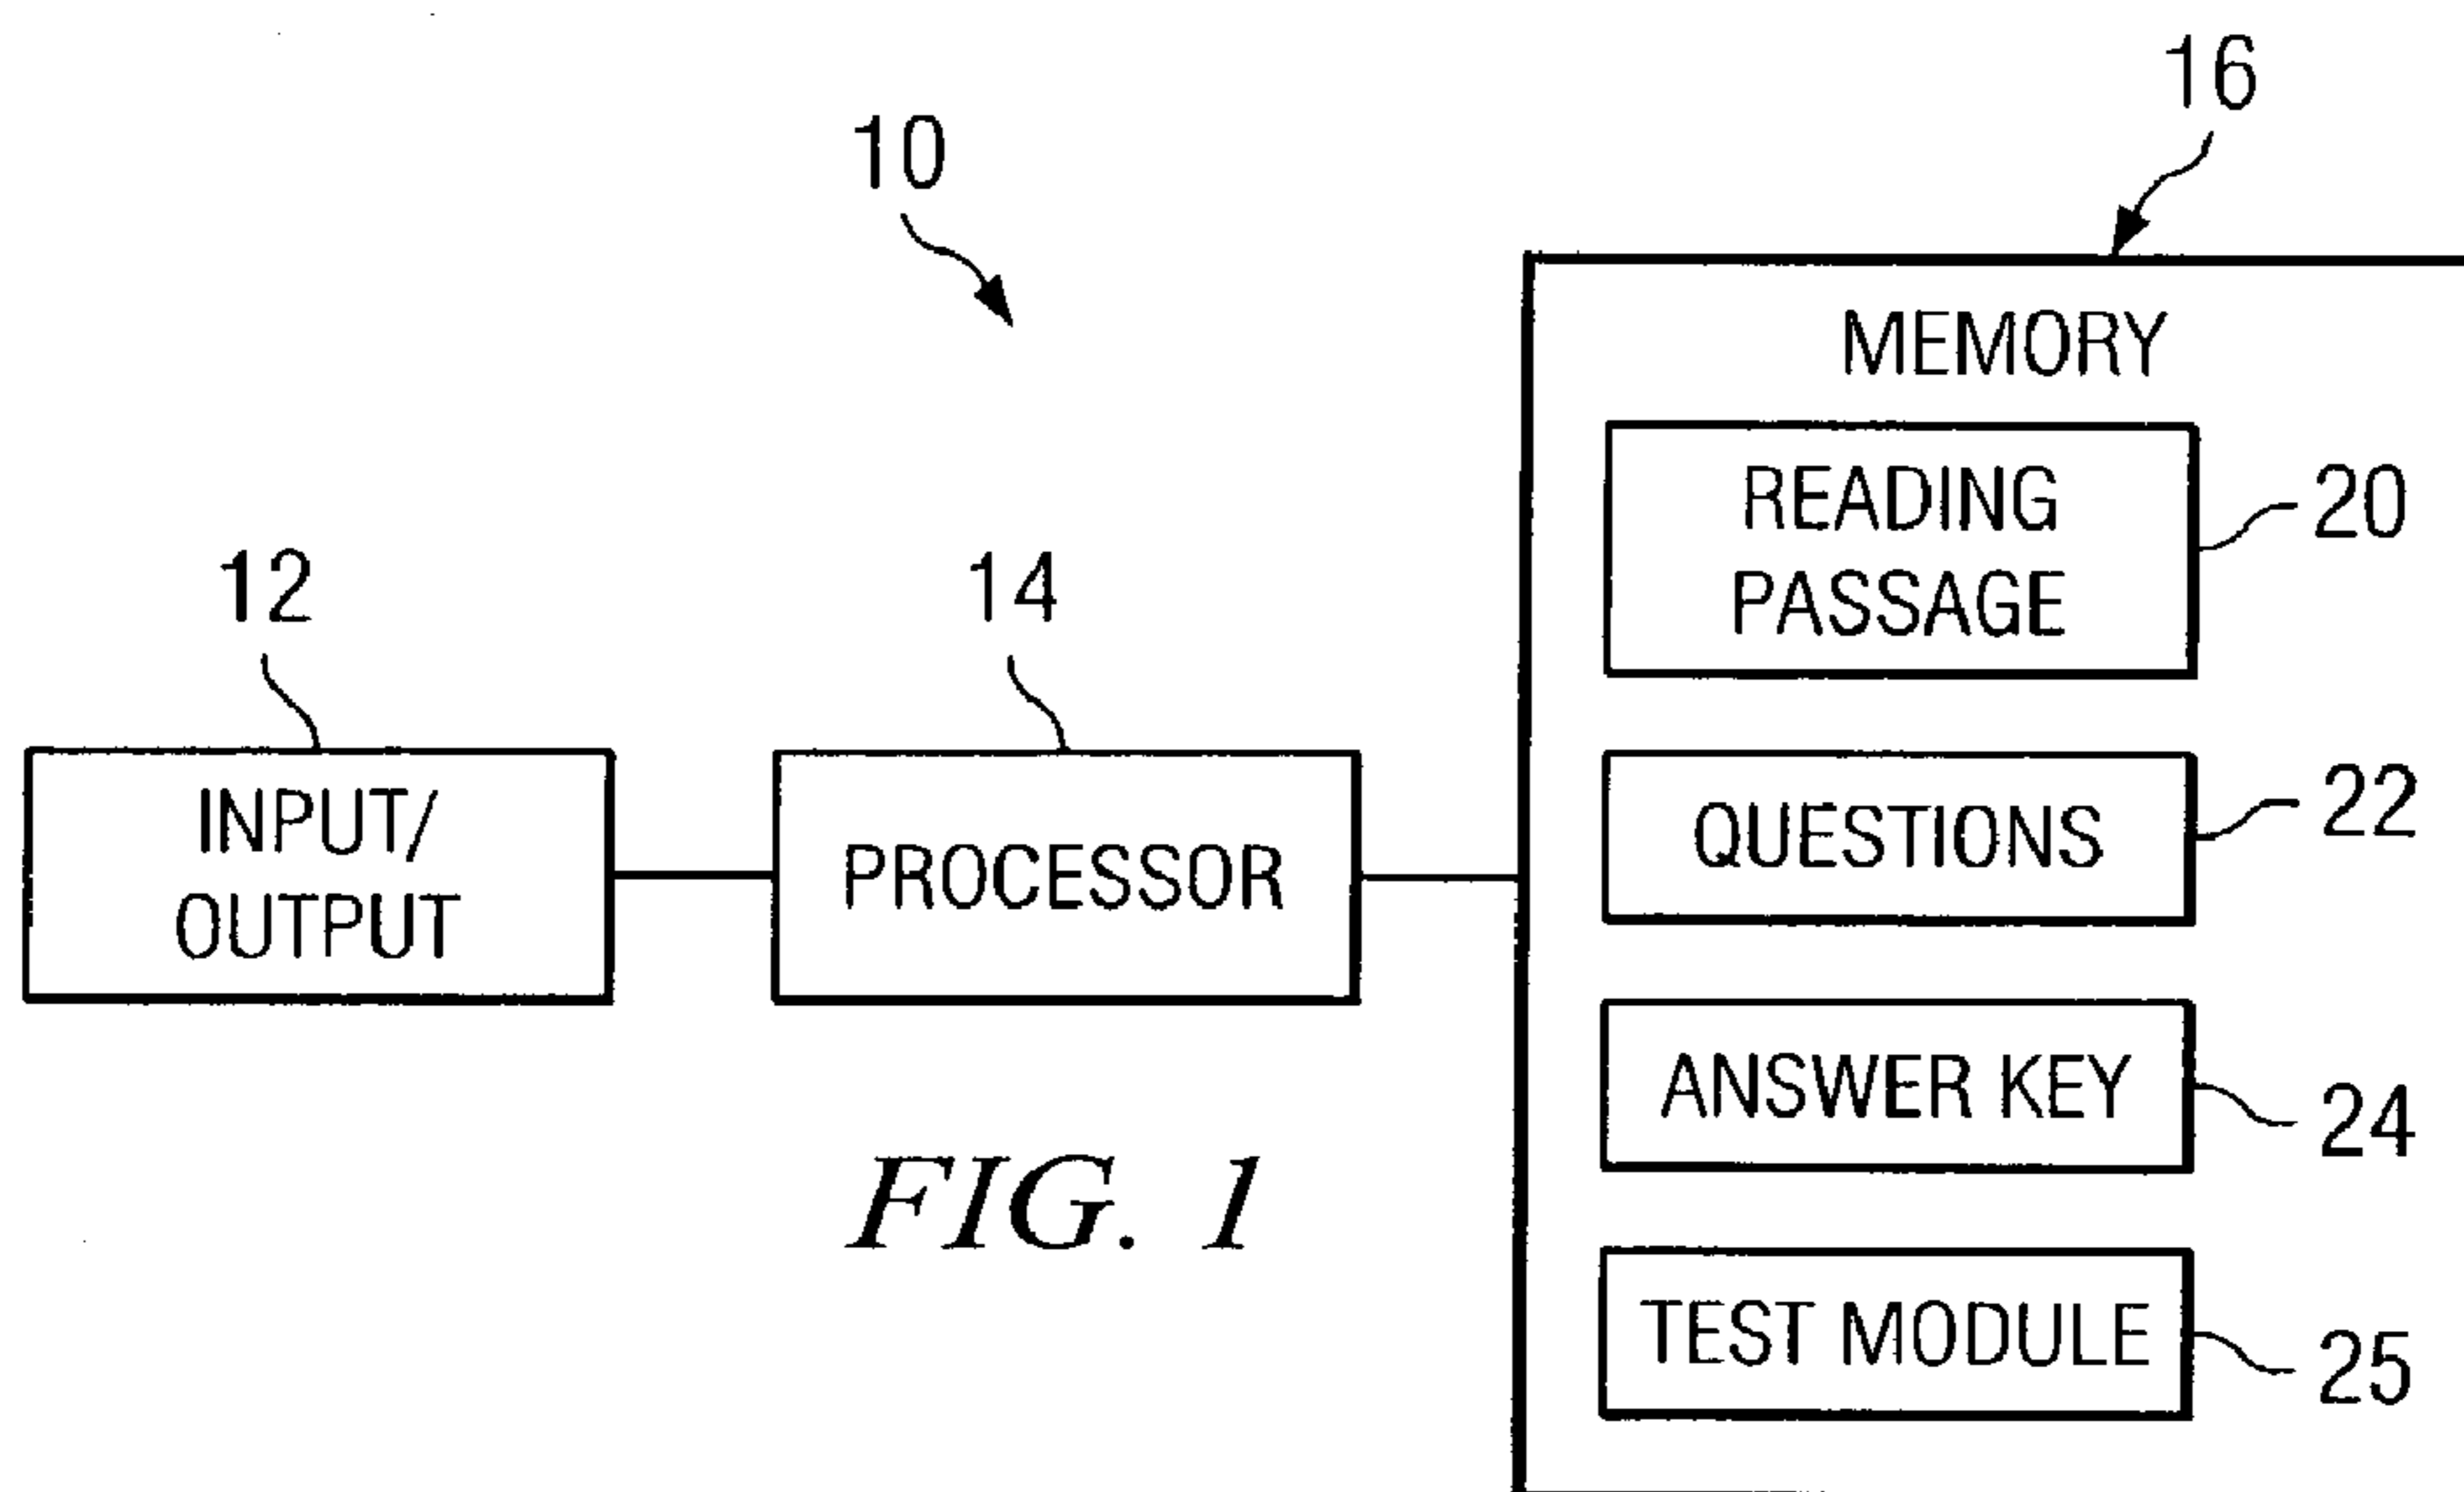 16
10
MEMORY
READING
PASSAGE
20
12
14
INPUT/
OUTPUT
PROCESSOR
QUESTIONS
22
ANSWER KEY
24
FIG. 1
TEST MODULE
25